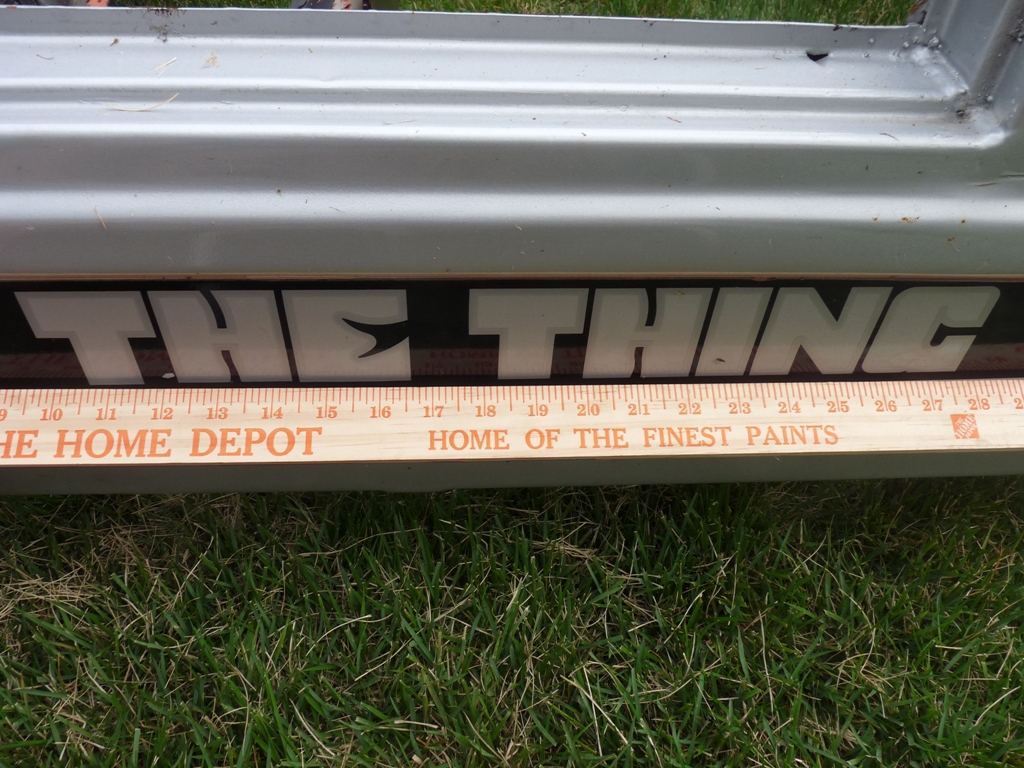 THE THING
9 10 11 12 13 14 15 16 17 18 19 20 21 22 23 24 25 26 27 28
HE HOME DEPOT HOME OF THE FINEST PAINTS